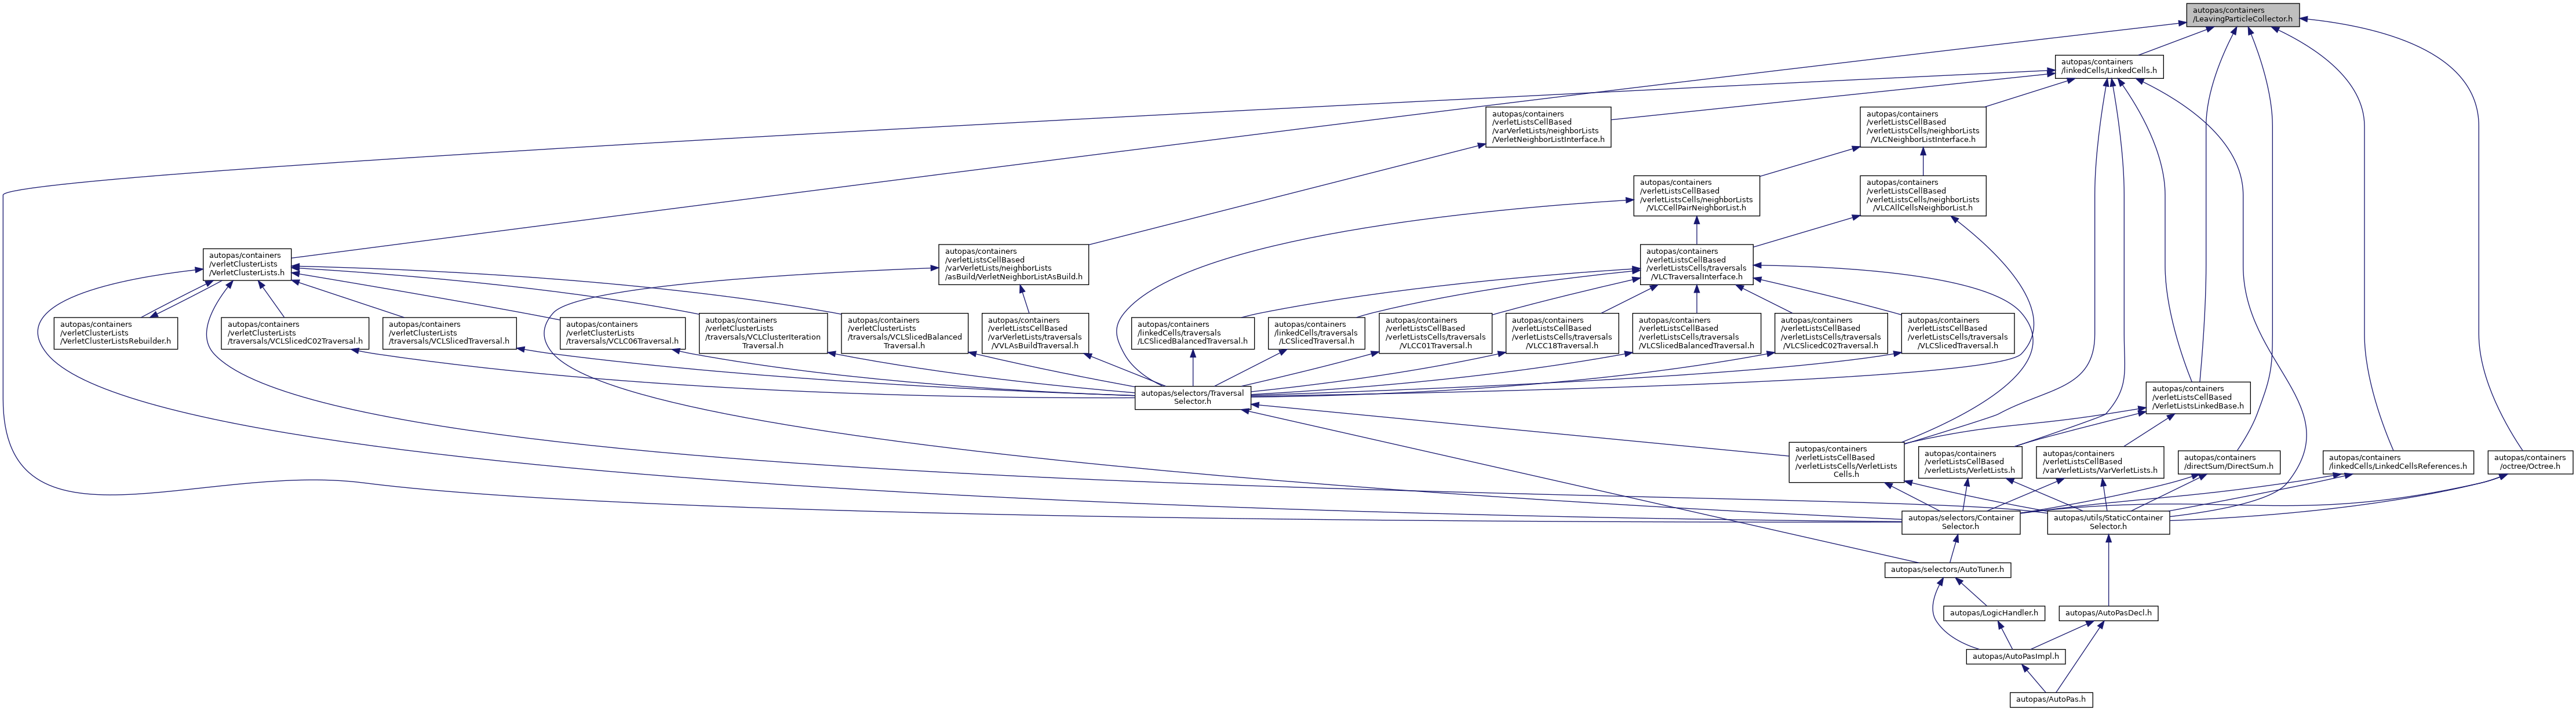 autopas/containers
/LeavingParticleCollector.h
autopas/containers
/linkedCells/LinkedCells.h
autopas/containers
/verletListsCellBased
/varVerletLists/neighborLists
/VerletNeighborListInterface.h
autopas/containers
/verletListsCellBased
/verletListsCells/neighborLists
/VLCNeighborListInterface.h
autopas/containers
/verletListsCellBased
/verletListsCells/neighborLists
/VLCCellPairNeighborList.h
autopas/containers
/verletListsCellBased
/verletListsCells/neighborLists
/VLCAllCellsNeighborList.h
autopas/containers
/verletClusterLists
/VerletClusterLists.h
autopas/containers
/verletListsCellBased
/varVerletLists/neighborLists
/asBuild/VerletNeighborListAsBuild.h
autopas/containers
/verletListsCellBased
/verletListsCells/traversals
/VLCTraversalInterface.h
autopas/containers
/verletClusterLists
/VerletClusterListsRebuilder.h
autopas/containers
/verletClusterLists
/traversals/VCLSlicedC02Traversal.h
autopas/containers
/verletClusterLists
/traversals/VCLSlicedTraversal.h
autopas/containers
/verletClusterLists
/traversals/VCLC06Traversal.h
autopas/containers
/verletClusterLists
/traversals/VCLClusterIteration
Traversal.h
autopas/containers
/verletClusterLists
/traversals/VCLSlicedBalanced
Traversal.h
autopas/containers
/verletListsCellBased
/varVerletLists/traversals
/VVLAsBuildTraversal.h
autopas/containers
/linkedCells/traversals
/LCSlicedBalancedTraversal.h
autopas/containers
/linkedCells/traversals
/LCSlicedTraversal.h
autopas/containers
/verletListsCellBased
/verletListsCells/traversals
/VLCC01Traversal.h
autopas/containers
/verletListsCellBased
/verletListsCells/traversals
/VLCC18Traversal.h
autopas/containers
/verletListsCellBased
/verletListsCells/traversals
/VLCSlicedBalancedTraversal.h
autopas/containers
/verletListsCellBased
/verletListsCells/traversals
/VLCSlicedC02Traversal.h
autopas/containers
/verletListsCellBased
/verletListsCells/traversals
/VLCSlicedTraversal.h
autopas/selectors/Traversal
Selector.h
autopas/containers
/verletListsCellBased
/VerletListsLinkedBase.h
autopas/containers
/verletListsCellBased
/verletListsCells/VerletLists
Cells.h
autopas/containers
/verletListsCellBased
/verletLists/VerletLists.h
autopas/containers
/verletListsCellBased
/varVerletLists/VarVerletLists.h
autopas/containers
/directSum/DirectSum.h
autopas/containers
/linkedCells/LinkedCellsReferences.h
autopas/containers
/octree/Octree.h
autopas/selectors/Container
Selector.h
autopas/utils/StaticContainer
Selector.h
autopas/selectors/AutoTuner.h
autopas/LogicHandler.h
autopas/AutoPasDecl.h
autopas/AutoPasImpl.h
autopas/AutoPas.h